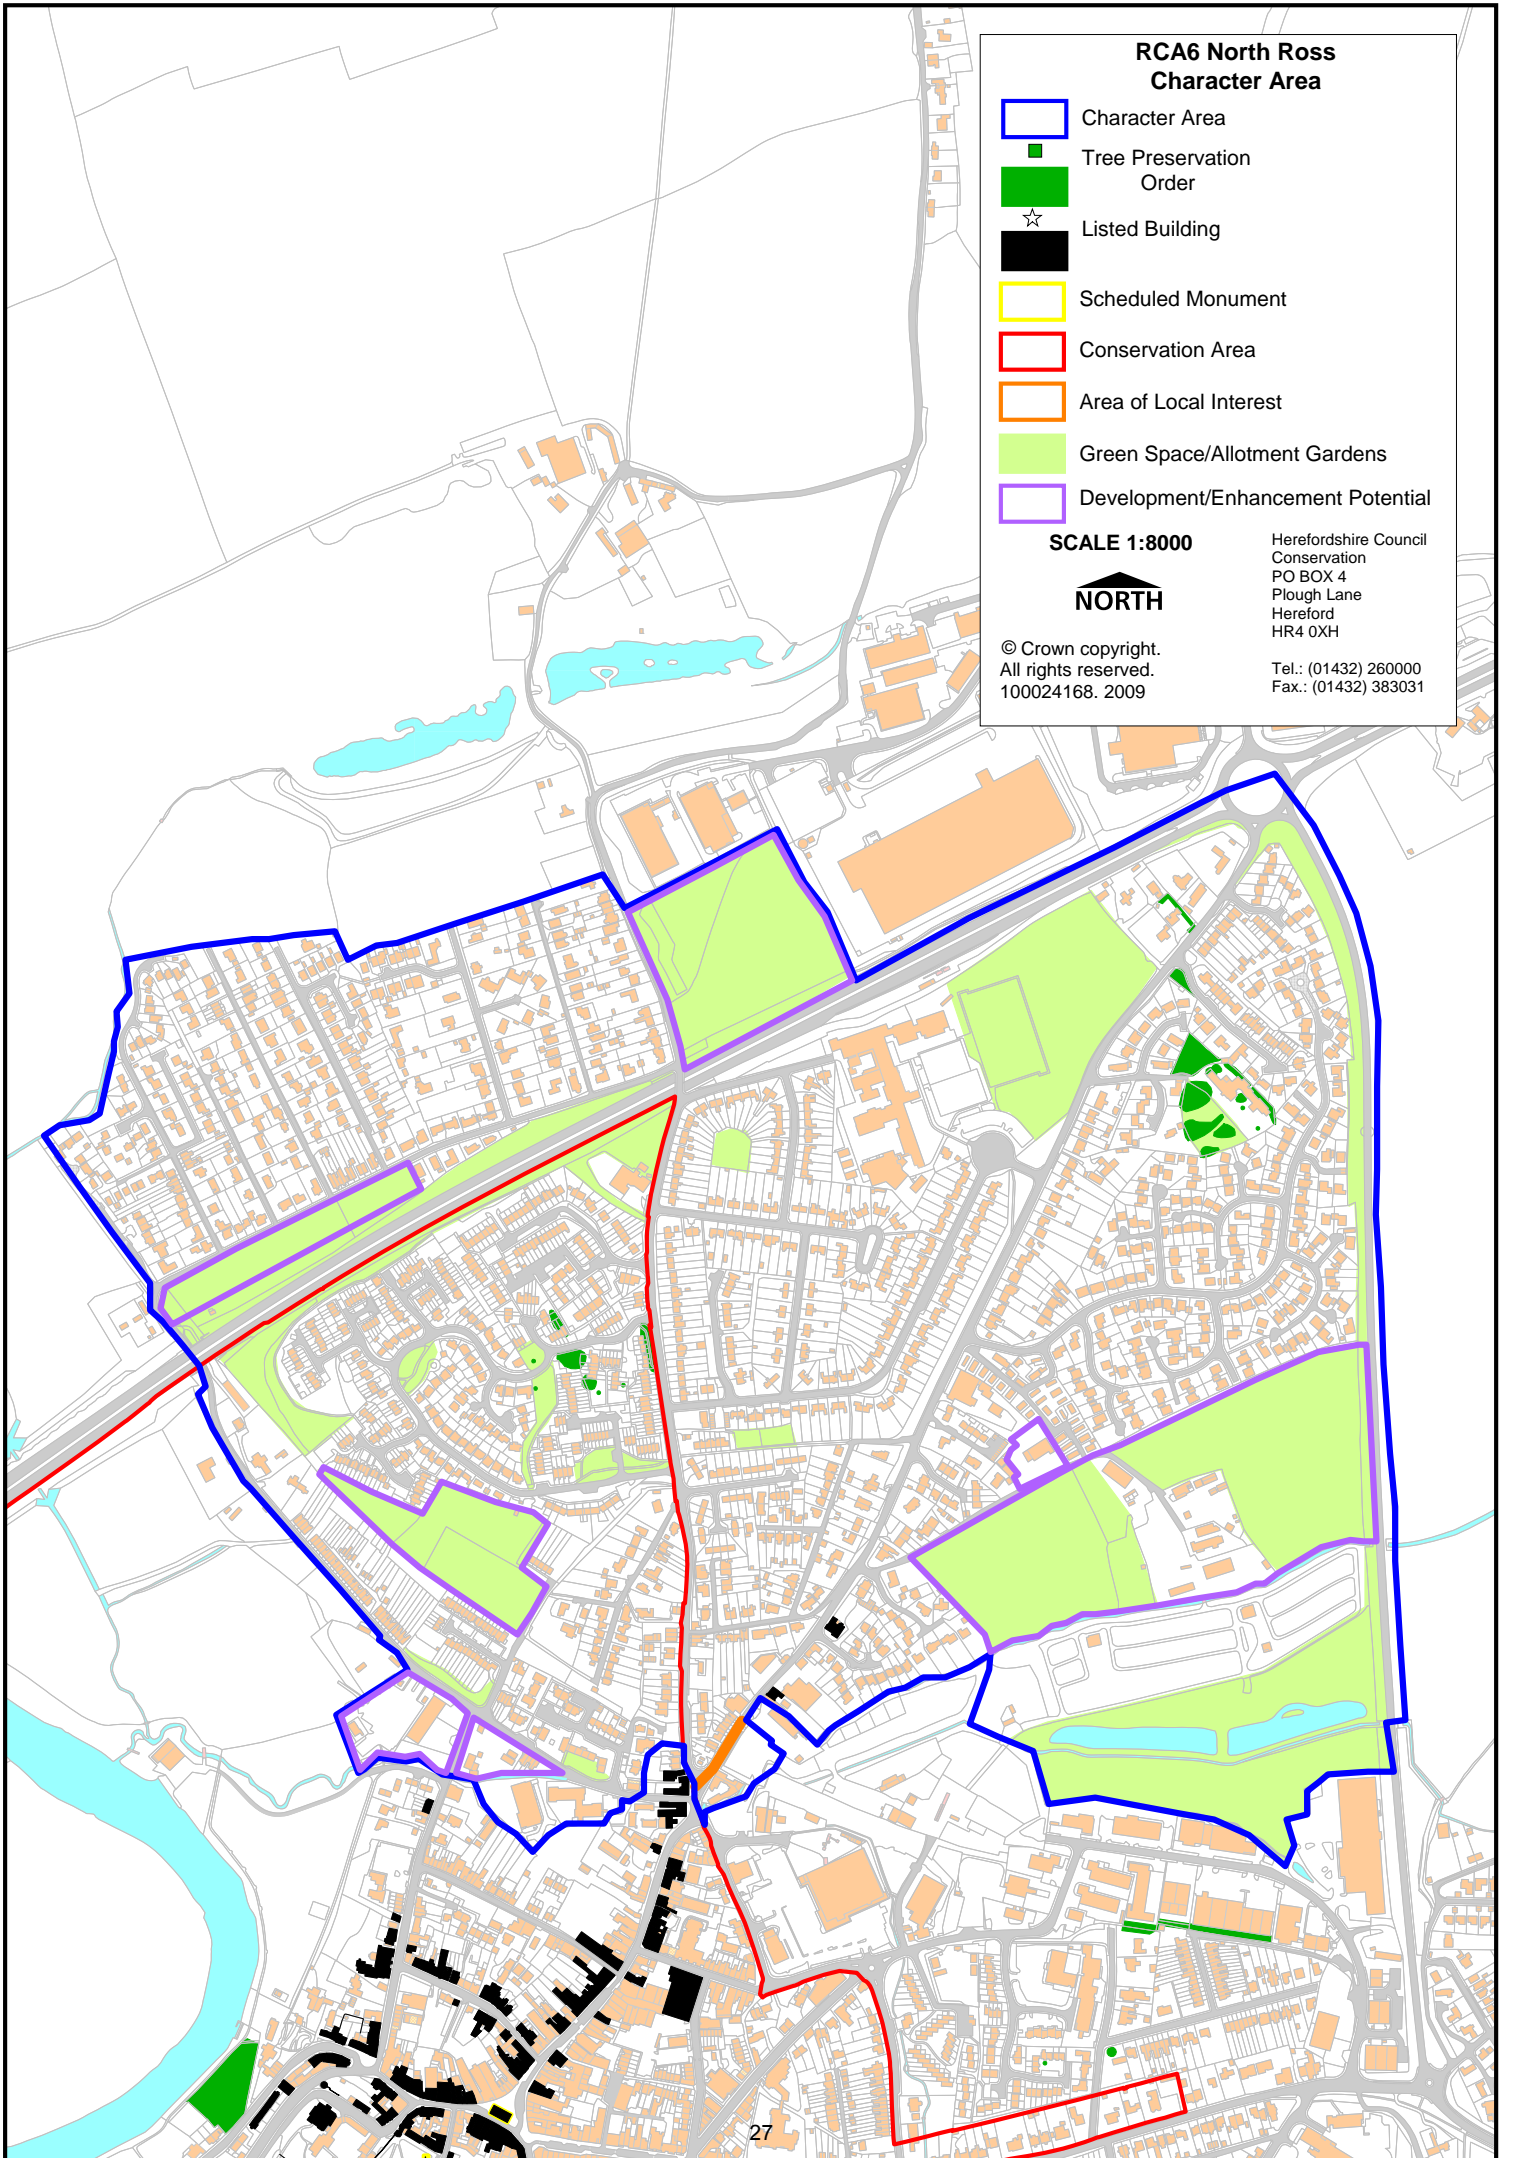 RCA6 North Ross
Character Area
Character Area
Tree Preservation
Order
Listed Building
Scheduled Monument
Conservation Area
Area of Local Interest
Green Space/Allotment Gardens
Development/Enhancement Potential
SCALE 1:8000
NORTH
© Crown copyright.
All rights reserved.
100024168. 2009
Herefordshire Council
Conservation
PO BOX 4
Plough Lane
Hereford
HR4 0XH
Tel.: (01432) 260000
Fax.: (01432) 383031
27